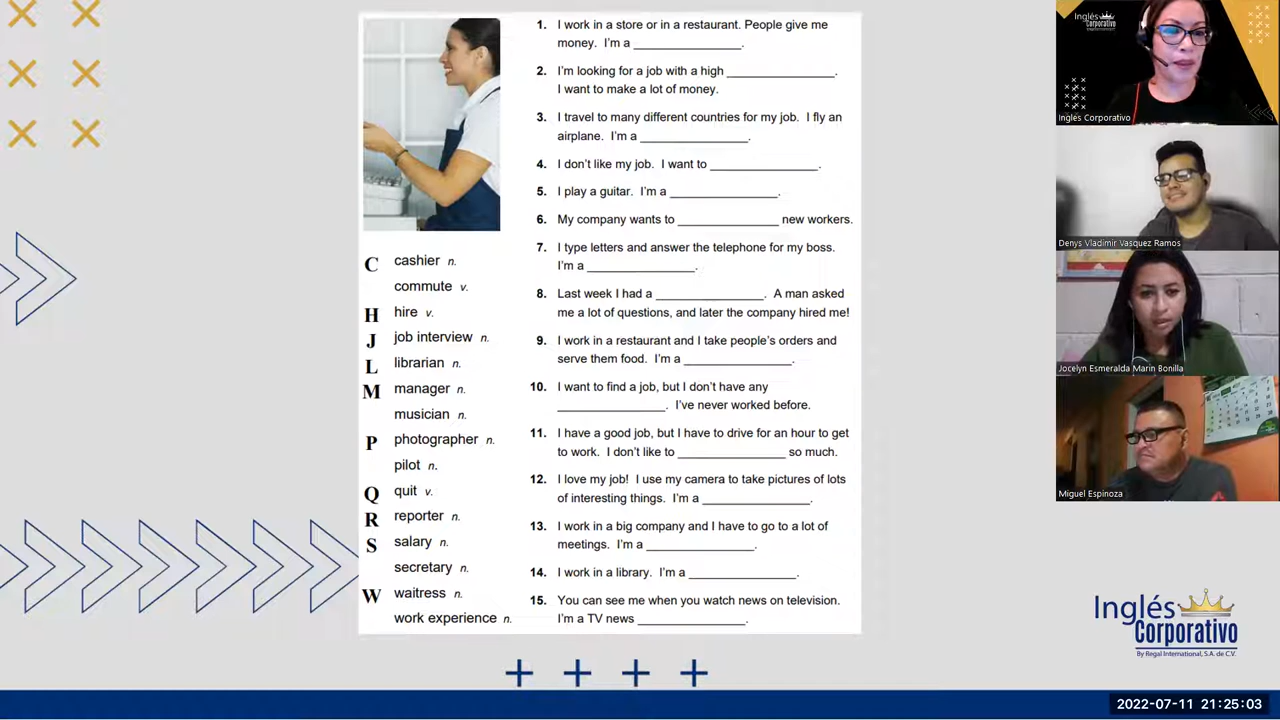 1. I work in a store or in a restaurant. People give me
money. I'm a ________________.
2. I'm looking for a job with a high ________________.
I want to make a lot of money.
3. I travel to many different countries for my job. I fly an
airplane. I'm a ________________.
4. I don't like my job. I want to ________________.
5. I play a guitar. I'm a ________________.
6. My company wants to _______________ new workers.
7. I type letters and answer the telephone for my boss.
I'm a ________________.
8. Last week I had a ________________. A man asked
me a lot of questions, and later the company hired me!
9. I work in a restaurant and I take people's orders and
serve them food. I'm a ________________.
10. I want to find a job, but I don't have any
________________. I've never worked before.
11. I have a good job, but I have to drive for an hour to get
to work. I don't like to ________________ so much.
12. I love my job! I use my camera to take pictures of lots
of interesting things. I'm a ________________.
13. I work in a big company and I have to go to a lot of
meetings. I'm a ________________.
14. I work in a library. I'm a ________________.
15. You can see me when you watch news on television.
I'm a TV news ________________.
C cashier n.
commute v.
H hire v.
J job interview n.
L librarian n.
M manager n.
musician n.
P photographer n.
pilot n.
Q quit v.
R reporter n.
S salary n.
secretary n.
W waitress n.
work experience n.
Inglés
Corporativo
Inglés Corporativo
Denys Vladimir Vasquez Ramos
Jocelyn Esmeralda Marin Bonilla
Miguel Espinoza
Inglés
Corporativo
By Regal International, S.A. de C.V.
2022-07-11 21:25:03